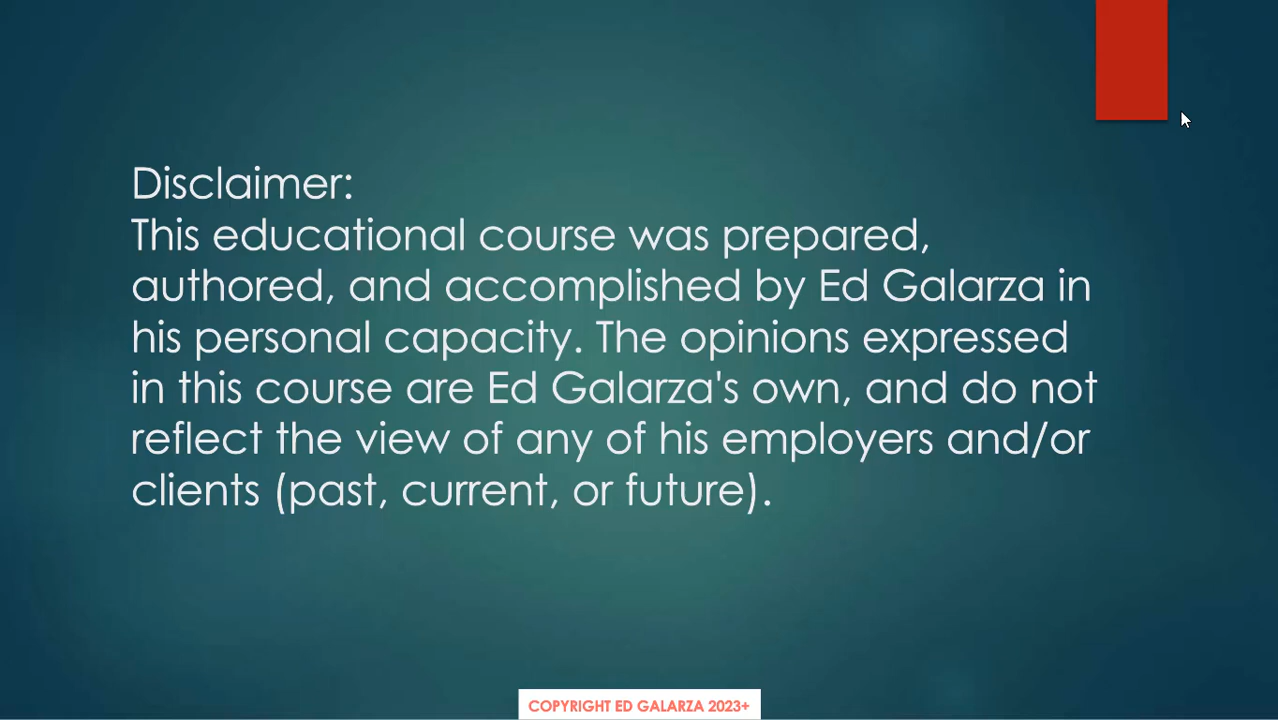 Disclaimer:
This educational course was prepared,
authored, and accomplished by Ed Galarza in
his personal capacity. The opinions expressed
in this course are Ed Galarza's own, and do not
reflect the view of any of his employers and/or
clients (past, current, or future).
COPYRIGHT ED GALARZA 2023+